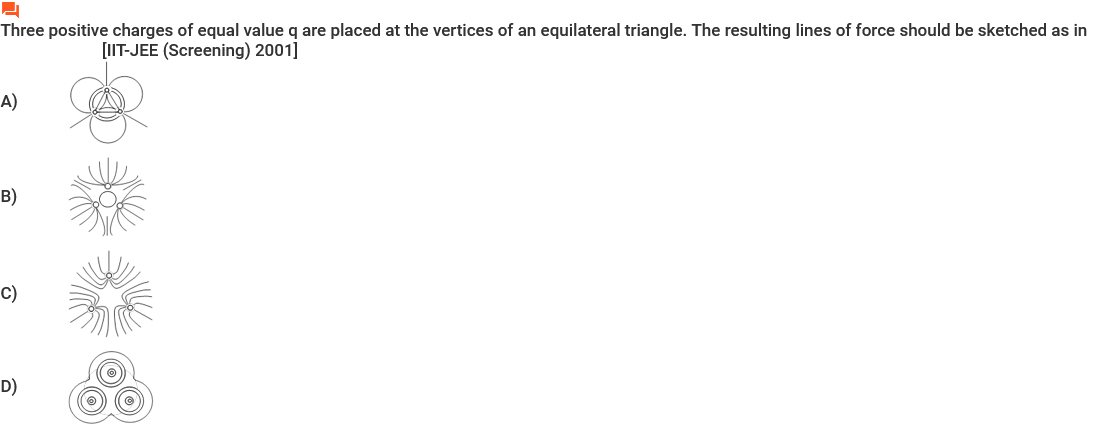 Three positive charges of equal value q are placed at the vertices of an equilateral triangle. The resulting lines of force should be sketched as in
[IIT-JEE (Screening) 2001]
A)
B)
C)
D)